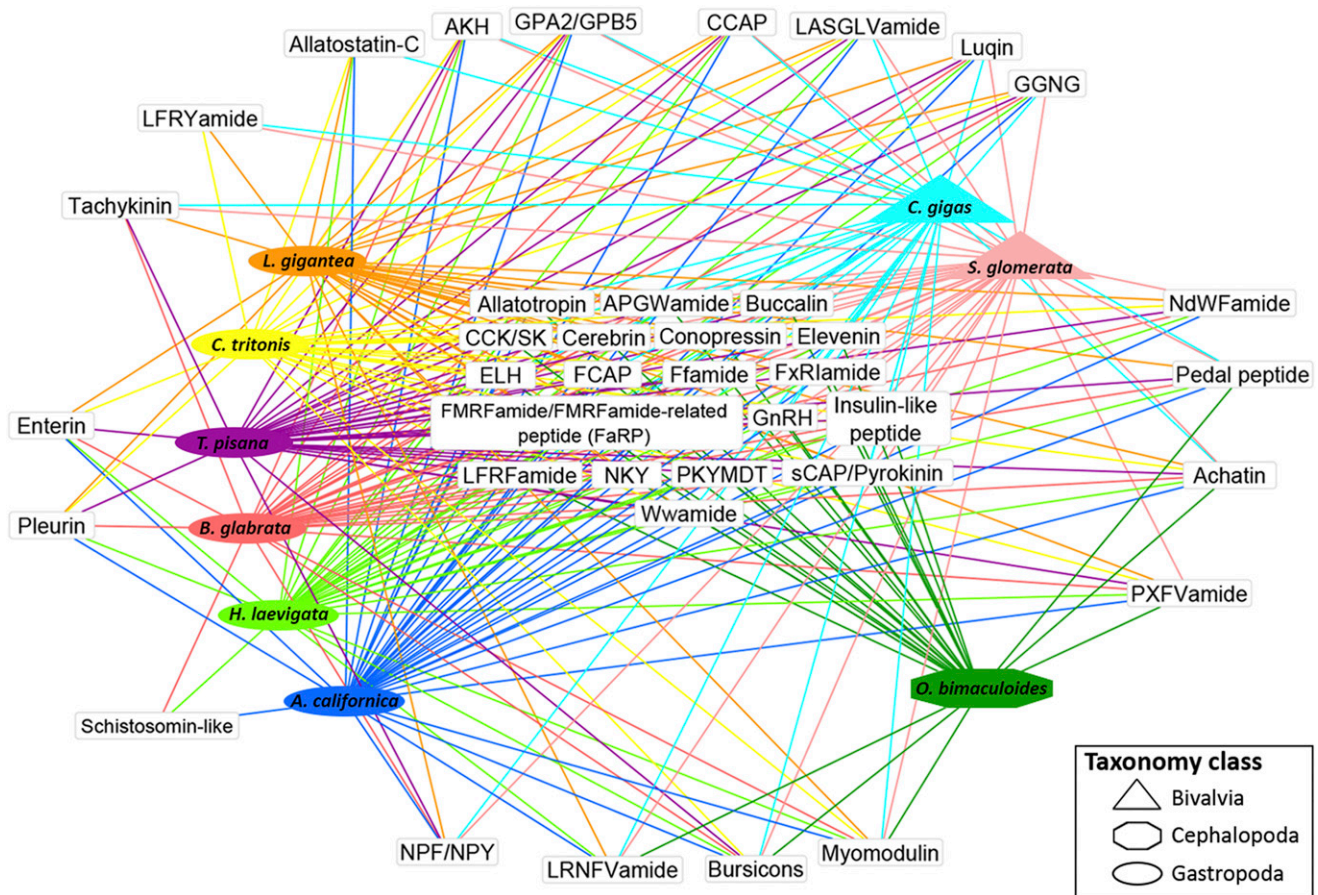 GPA2/GPB5
CCAP
LASGLVamide
AKH
Allatostatin-C
Luqin
GGNG
LFRYamide
Tachykinin
C. gigas
L. gigantea
S. glomerata
Allatotropin
APGWamide
Buccalin
NdWFamide
CCK/SK
Cerebrin
Conopressin
Elevenin
C. tritonis
ELH
FCAP
Ffamide
FxRIamide
Pedal peptide
FMRFamide/FMRFamide-related
peptide (FaRP)
GnRH
Insulin-like
peptide
Enterin
T. pisana
LFRFamide
NKY
PKYMDT
sCAP/Pyrokinin
Achatin
Pleurin
B. glabrata
Wwamide
H. laevigata
PXFVamide
A. californica
O. bimaculoides
Schistosomin-like
NPF/NPY
LRNFVamide
Bursicons
Myomodulin
Taxonomy class
Bivalvia
Cephalopoda
Gastropoda